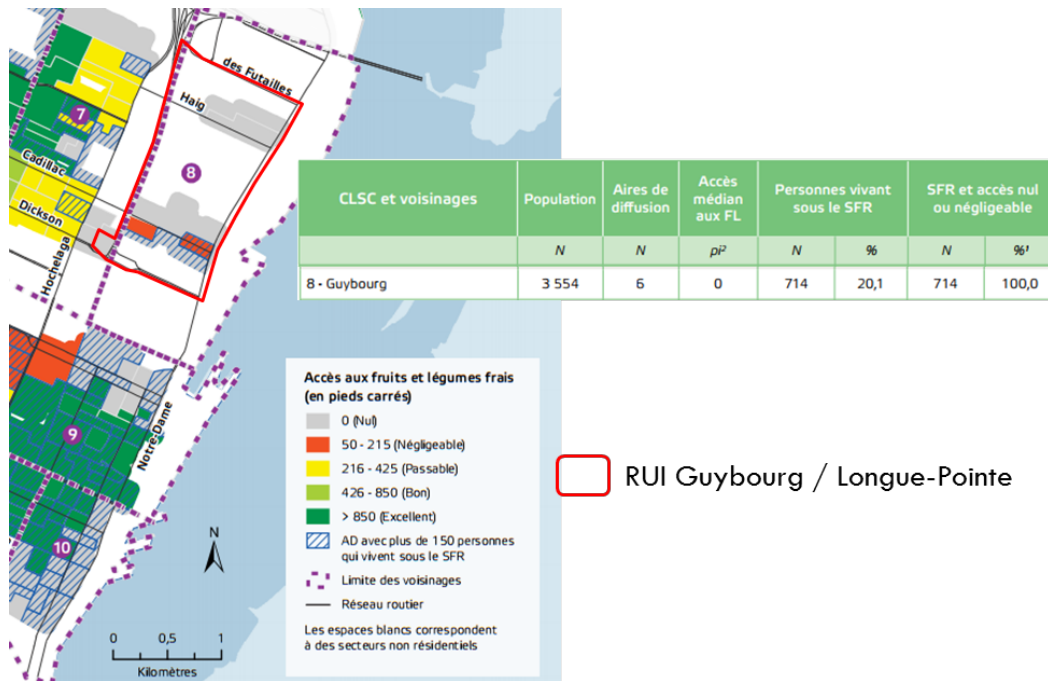 des Futailles
Haig
7
8
Cadillac
Dickson
Hochelaga
9
Notre-Dame
10
N
0 0,5 1
Kilomètres
CLSC et voisinages
Population
Aires de
diffusion
Accès
médian
aux FL
Personnes vivant
sous le SFR
SFR et accès nul
ou négligeable
N N pi² N % N %¹
8 - Guybourg 3 554 6 0 714 20,1 714 100,0
Accès aux fruits et légumes frais
(en pieds carrés)
0 (Nul)
50 - 215 (Négligeable)
216 - 425 (Passable)
426 - 850 (Bon)
> 850 (Excellent)
AD avec plus de 150 personnes
qui vivent sous le SFR
Limite des voisinages
Réseau routier
Les espaces blancs correspondent
à des secteurs non résidentiels
RUI Guybourg / Longue-Pointe